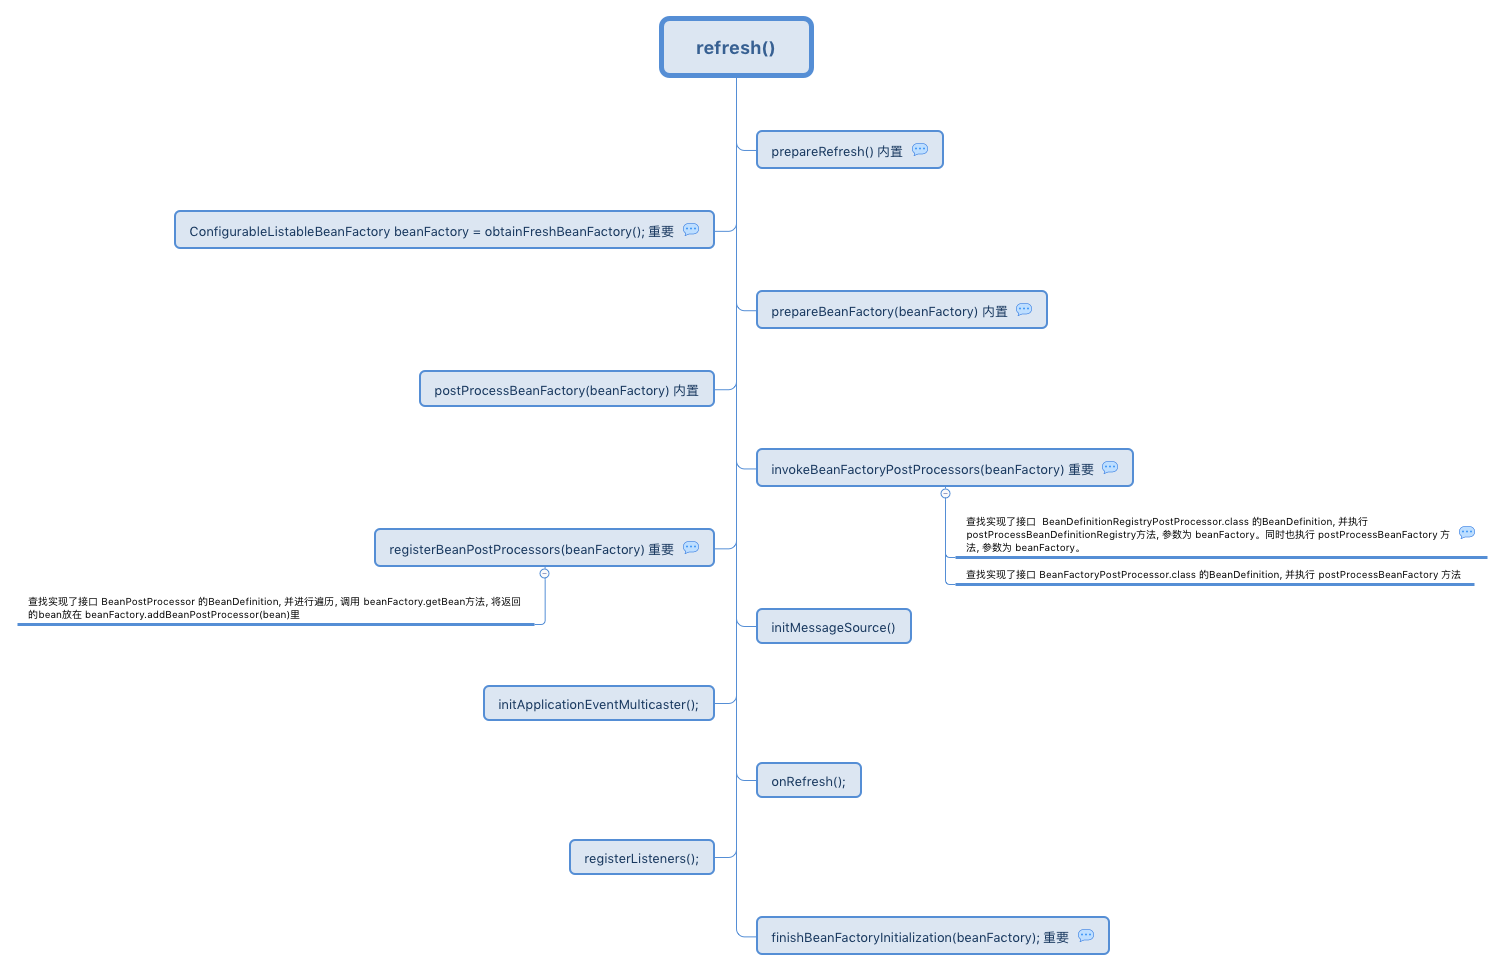 refresh()
prepareRefresh() 内置
ConfigurableListableBeanFactory beanFactory = obtainFreshBeanFactory(); 重要
prepareBeanFactory(beanFactory) 内置
postProcessBeanFactory(beanFactory) 内置
invokeBeanFactoryPostProcessors(beanFactory) 重要
查找实现了接口 BeanDefinitionRegistryPostProcessor.class 的BeanDefinition, 并执行
postProcessBeanDefinitionRegistry方法, 参数为 beanFactory。同时也执行 postProcessBeanFactory 方
法, 参数为 beanFactory。
查找实现了接口 BeanFactoryPostProcessor.class 的BeanDefinition, 并执行 postProcessBeanFactory 方法
registerBeanPostProcessors(beanFactory) 重要
查找实现了接口 BeanPostProcessor 的BeanDefinition, 并进行遍历, 调用 beanFactory.getBean方法, 将返回
的bean放在 beanFactory.addBeanPostProcessor(bean)里
initMessageSource()
initApplicationEventMulticaster();
onRefresh();
registerListeners();
finishBeanFactoryInitialization(beanFactory); 重要